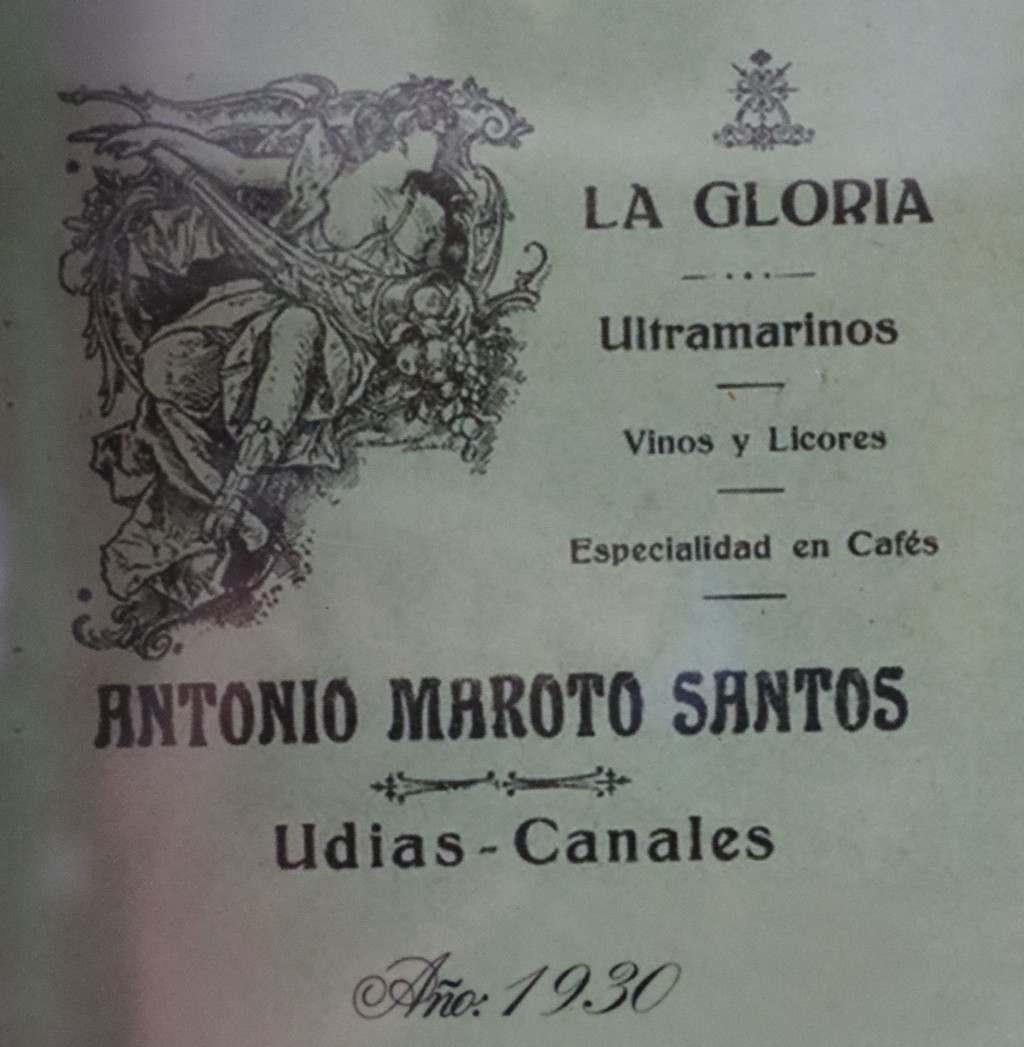 LA GLORIA
Ultramarinos
Vinos y Licores
Especialidad en Cafés
ANTONIO MAROTO SANTOS
Udias - Canales
Año: 1930